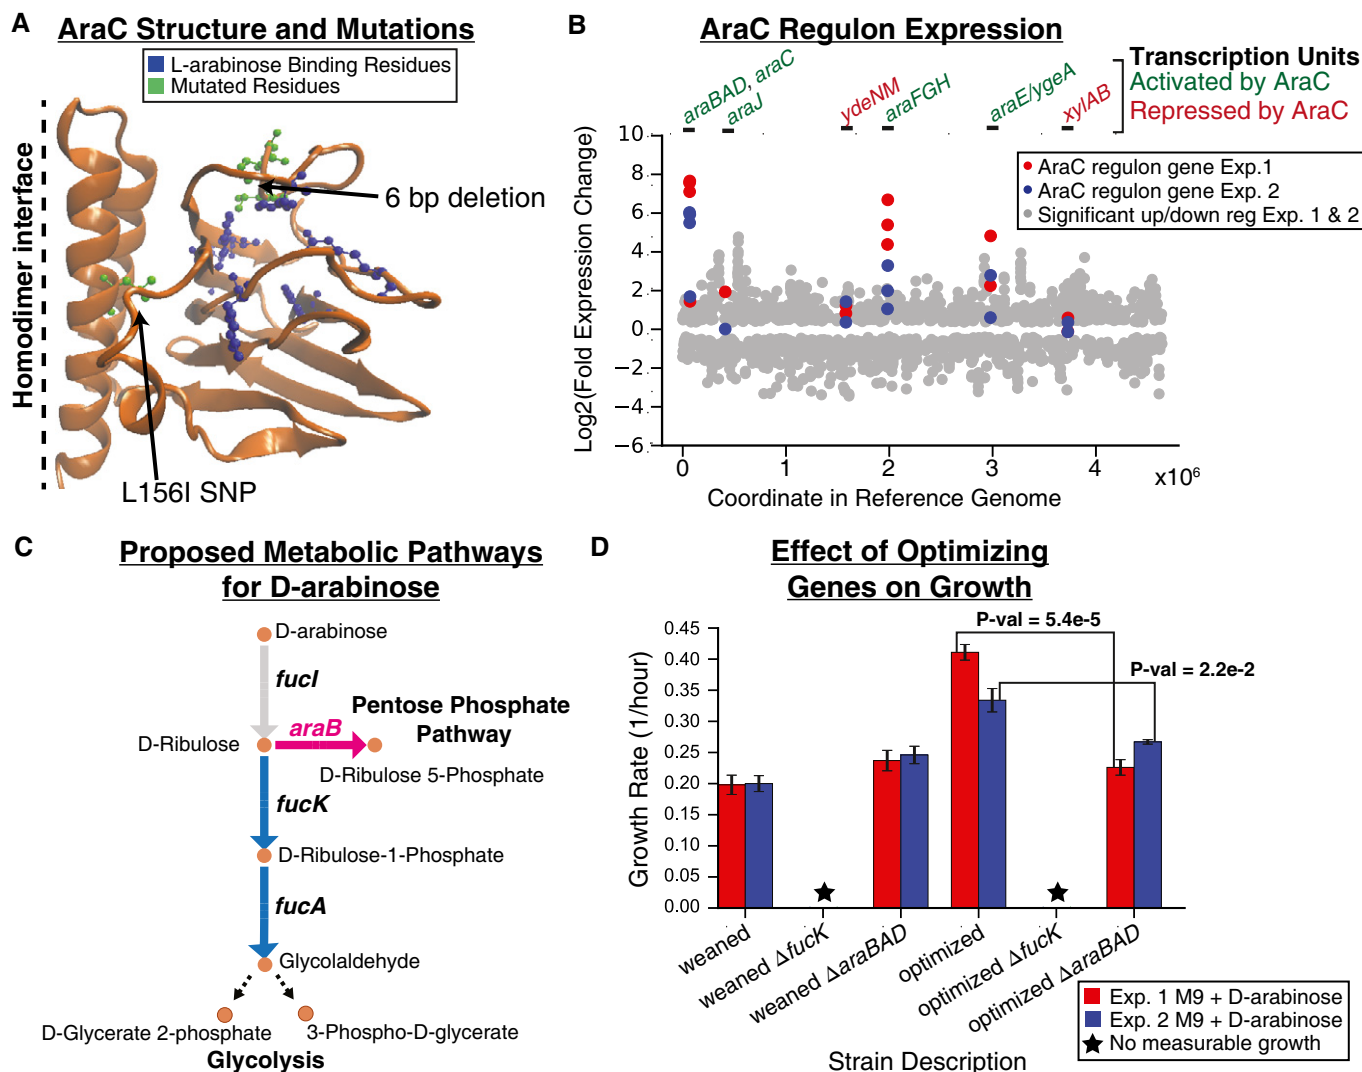 A
AraC Structure and Mutations
L-arabinose Binding Residues
Mutated Residues
Homodimer interface
6 bp deletion
L156I SNP
B
AraC Regulon Expression
araBAD, araC
araJ
ydeNM
araFGH
araE/ygeA
xylAB
Transcription Units
Activated by AraC
Repressed by AraC
AraC regulon gene Exp.1
AraC regulon gene Exp. 2
Significant up/down reg Exp. 1 & 2
Log2(Fold Expression Change)
10
8
6
4
2
0
−2
−4
−6
0
1
2
3
4
x10⁶
Coordinate in Reference Genome
C
Proposed Metabolic Pathways
for D-arabinose
D-arabinose
fucI
araB
Pentose Phosphate
Pathway
D-Ribulose
D-Ribulose 5-Phosphate
fucK
D-Ribulose-1-Phosphate
fucA
Glycolaldehyde
D-Glycerate 2-phosphate
3-Phospho-D-glycerate
Glycolysis
D
Effect of Optimizing
Genes on Growth
P-val = 5.4e-5
P-val = 2.2e-2
Growth Rate (1/hour)
0.45
0.40
0.35
0.30
0.25
0.20
0.15
0.10
0.05
0.00
weaned
weaned ΔfucK
weaned ΔaraBAD
optimized
optimized ΔfucK
optimized ΔaraBAD
Exp. 1 M9 + D-arabinose
Exp. 2 M9 + D-arabinose
No measurable growth
Strain Description